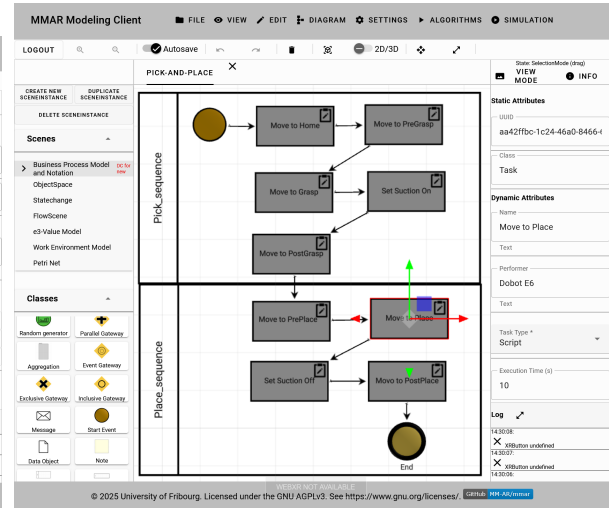 MMAR Modeling Client
FILE VIEW EDIT DIAGRAM SETTINGS ALGORITHMS SIMULATION
LOGOUT Autosave 2D/3D
State: SelectionMode (drag)
VIEW MODE INFO
PICK-AND-PLACE
CREATE NEW SCENEINSTANCE
DUPLICATE SCENEINSTANCE
DELETE SCENEINSTANCE
Scenes
Business Process Model and Notation
DC for new
ObjectSpace
Statechange
FlowScene
e3-Value Model
Work Environment Model
Petri Net
Classes
Random generator
Parallel Gateway
Aggregation
Event Gateway
Exclusive Gateway
Inclusive Gateway
Message
Start Event
Data Object
Note
Pick_sequence
Move to Home
Move to PreGrasp
Move to Grasp
Set Suction On
Move to PostGrasp
Place_sequence
Move to PrePlace
Move to Place
Set Suction Off
Movo to PostPlace
End
Static Attributes
UUID
aa42ffbc-1c24-46a0-8466-
Class
Task
Dynamic Attributes
Name
Move to Place
Text
Performer
Dobot E6
Text
Task Type *
Script
Execution Time (s)
10
Log
14:30:08:
XRButton undefined
14:30:07:
XRButton undefined
14:30:06:
WEBXR NOT AVAILABLE
© 2025 University of Fribourg. Licensed under the GNU AGPLv3. See https://www.gnu.org/licenses/.
GitHub MM-AR/mmar